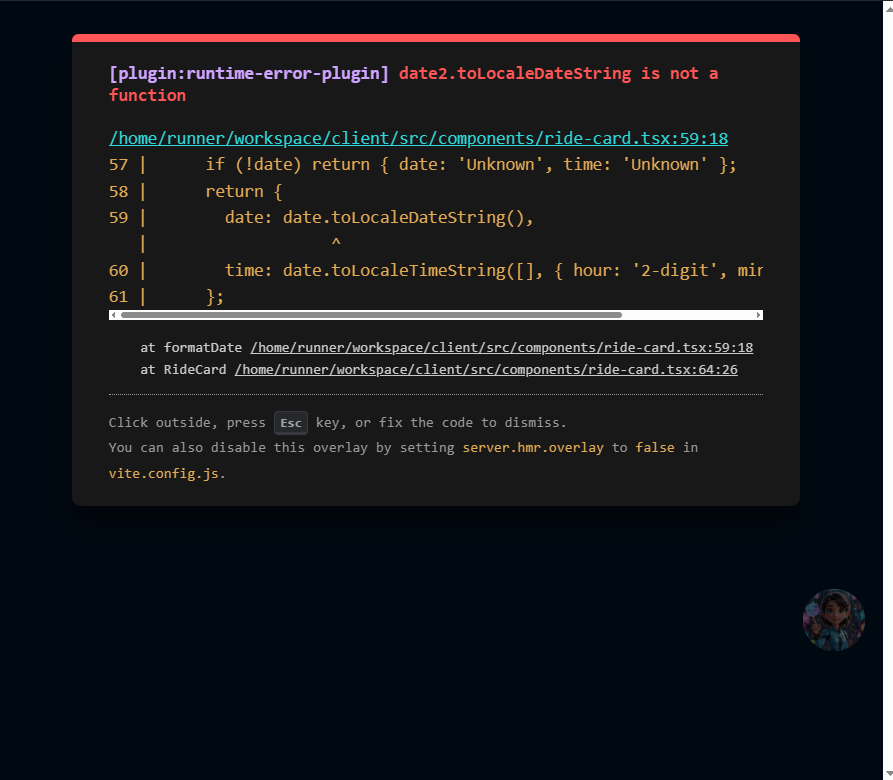 [plugin:runtime-error-plugin] date2.toLocaleDateString is not a
function
/home/runner/workspace/client/src/components/ride-card.tsx:59:18
57 |      if (!date) return { date: 'Unknown', time: 'Unknown' };
58 |      return {
59 |        date: date.toLocaleDateString(),
   |                   ^
60 |        time: date.toLocaleTimeString([], { hour: '2-digit', min
61 |      };
at formatDate /home/runner/workspace/client/src/components/ride-card.tsx:59:18
at RideCard /home/runner/workspace/client/src/components/ride-card.tsx:64:26
Click outside, press Esc key, or fix the code to dismiss.
You can also disable this overlay by setting server.hmr.overlay to false in
vite.config.js.